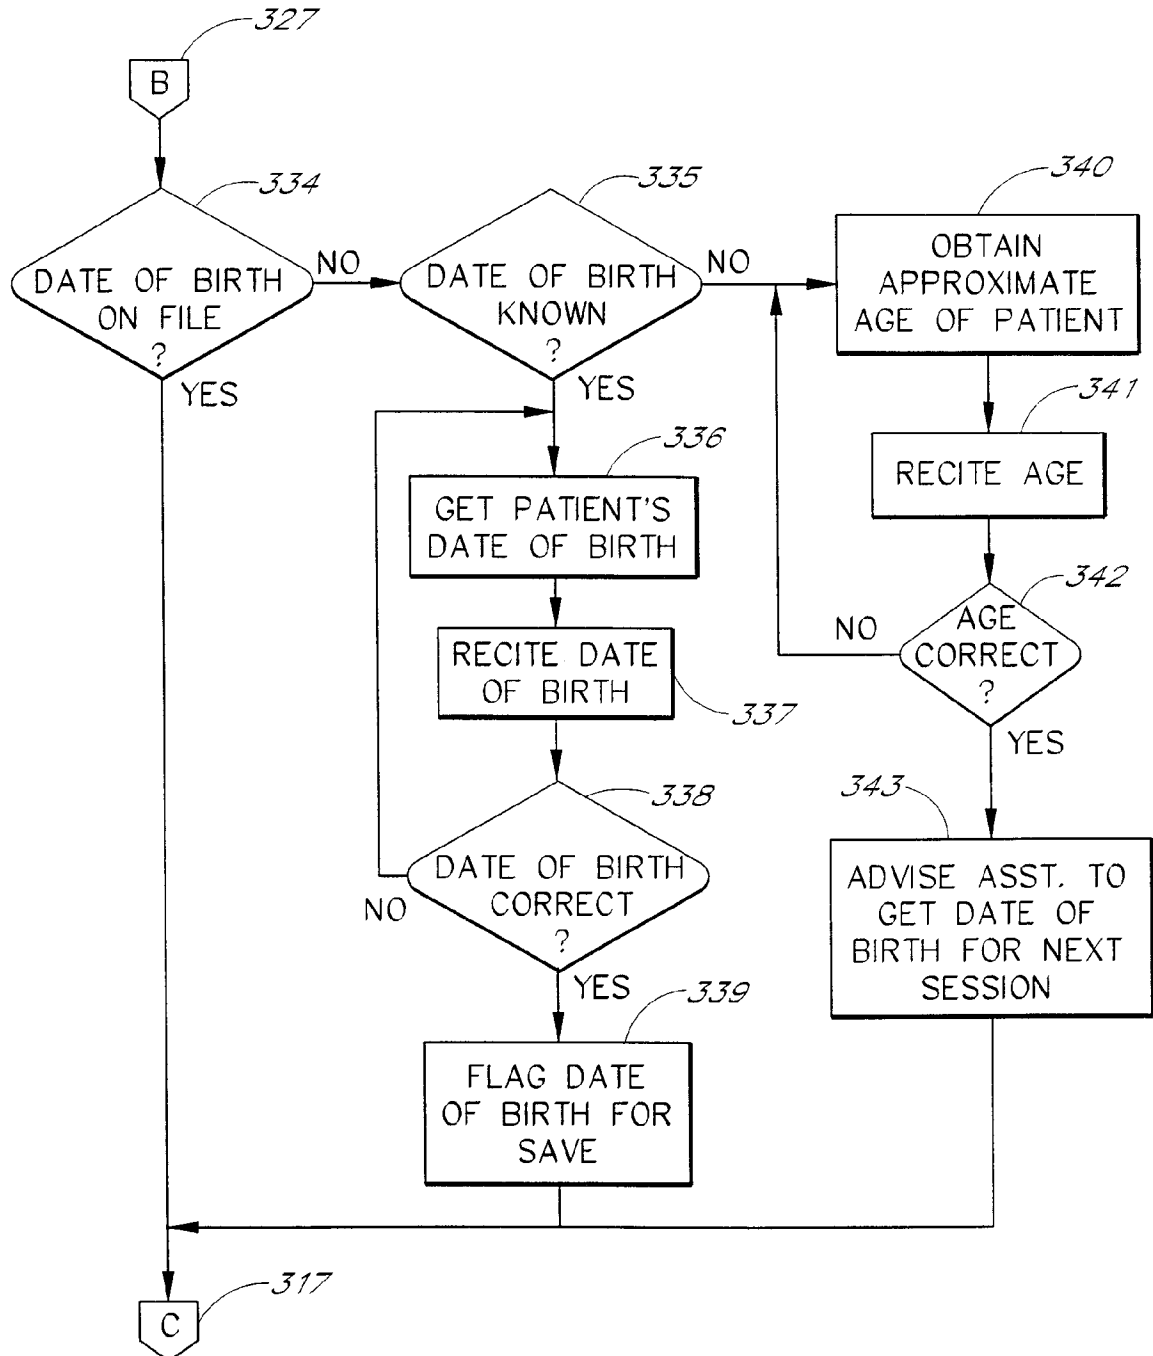 327
B
334
DATE OF BIRTH
ON FILE
?
NO
YES
335
DATE OF BIRTH
KNOWN
?
NO
YES
340
OBTAIN
APPROXIMATE
AGE OF PATIENT
341
RECITE AGE
342
AGE
CORRECT
?
NO
YES
336
GET PATIENT'S
DATE OF BIRTH
RECITE DATE
OF BIRTH
337
338
DATE OF BIRTH
CORRECT
?
NO
YES
339
FLAG DATE
OF BIRTH FOR
SAVE
343
ADVISE ASST. TO
GET DATE OF
BIRTH FOR NEXT
SESSION
317
C